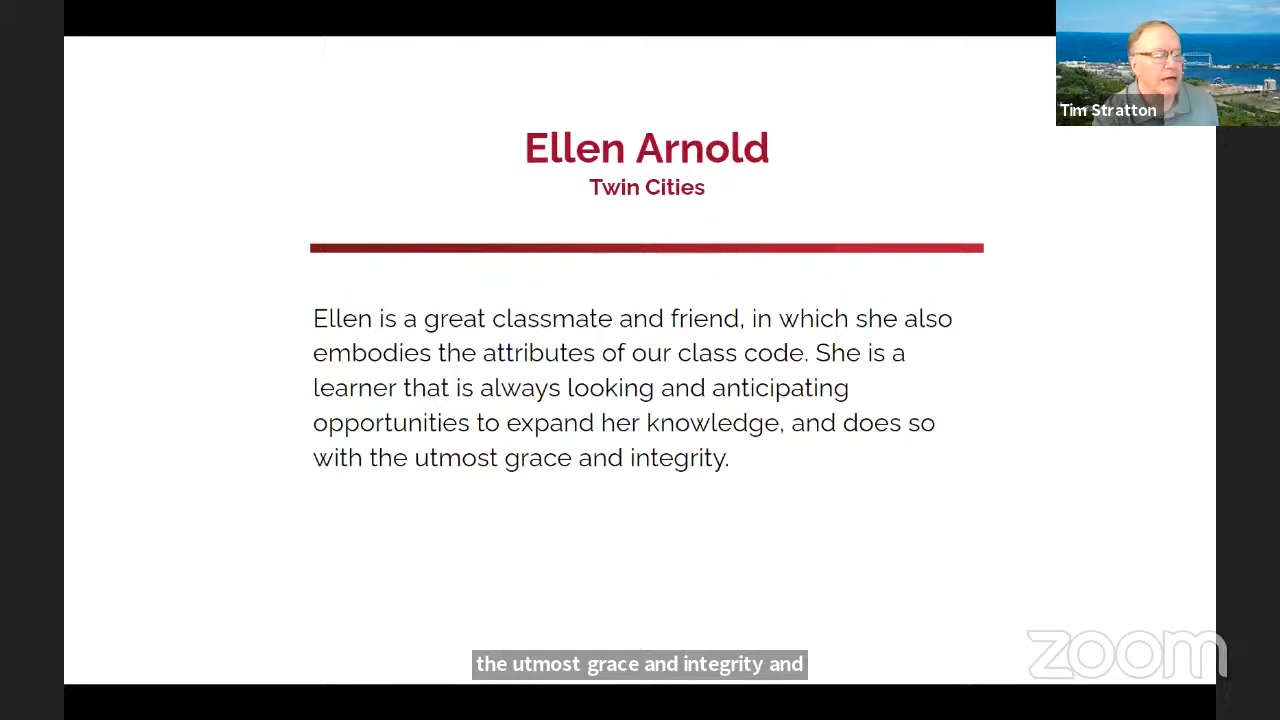 Tim Stratton
Ellen Arnold
Twin Cities
Ellen is a great classmate and friend, in which she also
embodies the attributes of our class code. She is a
learner that is always looking and anticipating
opportunities to expand her knowledge, and does so
with the utmost grace and integrity.
the utmost grace and integrity and
zoom